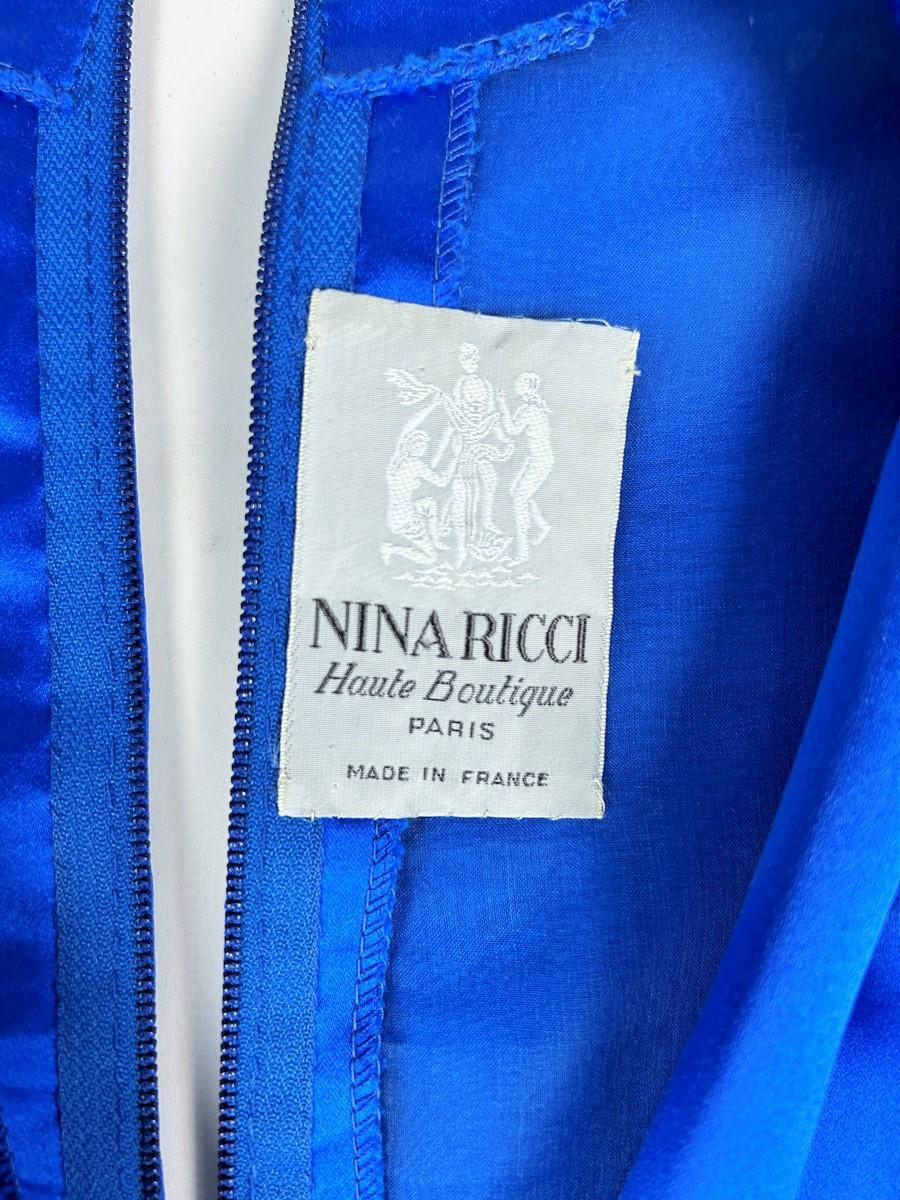 NINA RICCI
Haute Boutique
PARIS
MADE IN FRANCE